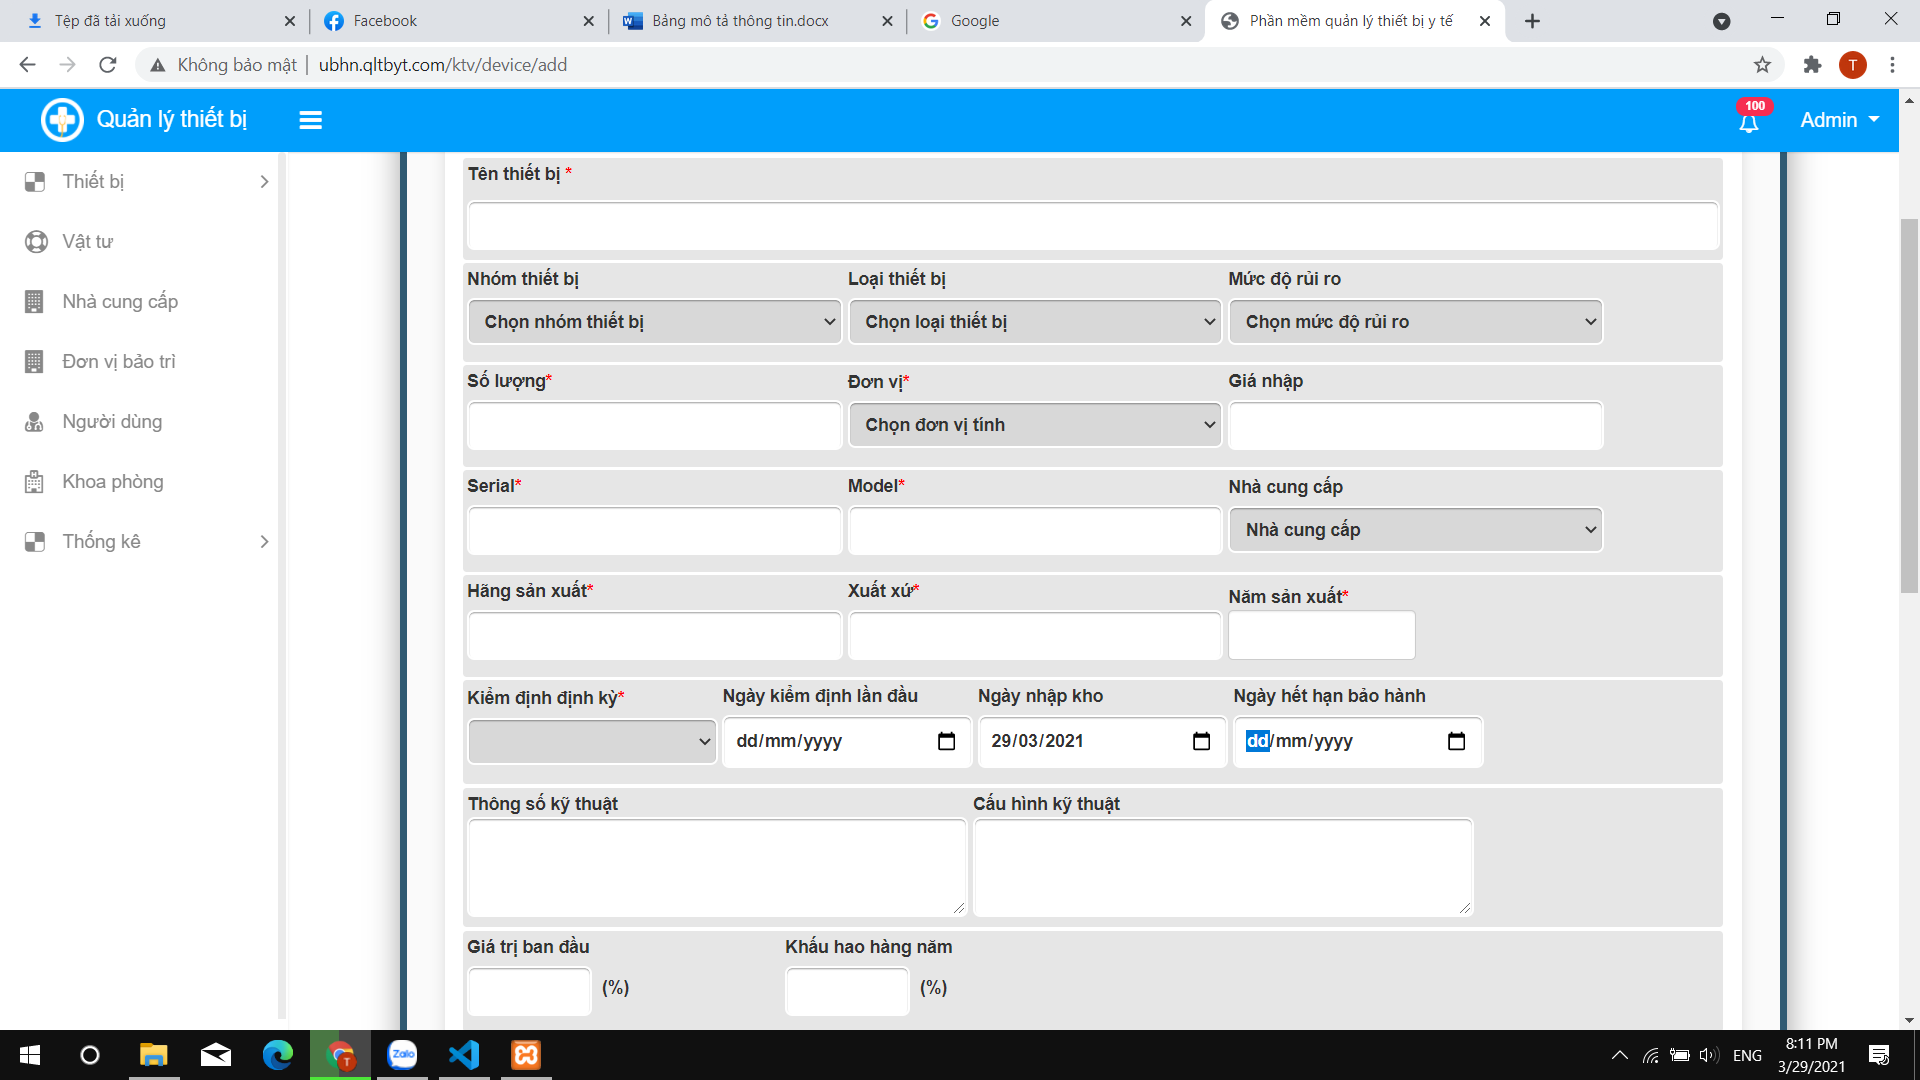 Tệp đã tải xuống
Facebook
Bảng mô tả thông tin.docx
Google
Phần mềm quản lý thiết bị y tế
Không bảo mật
ubhn.qltbyt.com/ktv/device/add
T
Quản lý thiết bị
100
Admin
Thiết bị
Vật tư
Nhà cung cấp
Đơn vị bảo trì
Người dùng
Khoa phòng
Thống kê
Tên thiết bị *
Nhóm thiết bị
Loại thiết bị
Mức độ rủi ro
Chọn nhóm thiết bị
Chọn loại thiết bị
Chọn mức độ rủi ro
Số lượng*
Đơn vị*
Giá nhập
Chọn đơn vị tính
Serial*
Model*
Nhà cung cấp
Nhà cung cấp
Hãng sản xuất*
Xuất xứ*
Năm sản xuất*
Kiểm định định kỳ*
Ngày kiểm định lần đầu
Ngày nhập kho
Ngày hết hạn bảo hành
dd/mm/yyyy
29/03/2021
dd/mm/yyyy
Thông số kỹ thuật
Cấu hình kỹ thuật
Giá trị ban đầu
Khấu hao hàng năm
(%)
(%)
T
Zalo
ENG
8:11 PM
3/29/2021